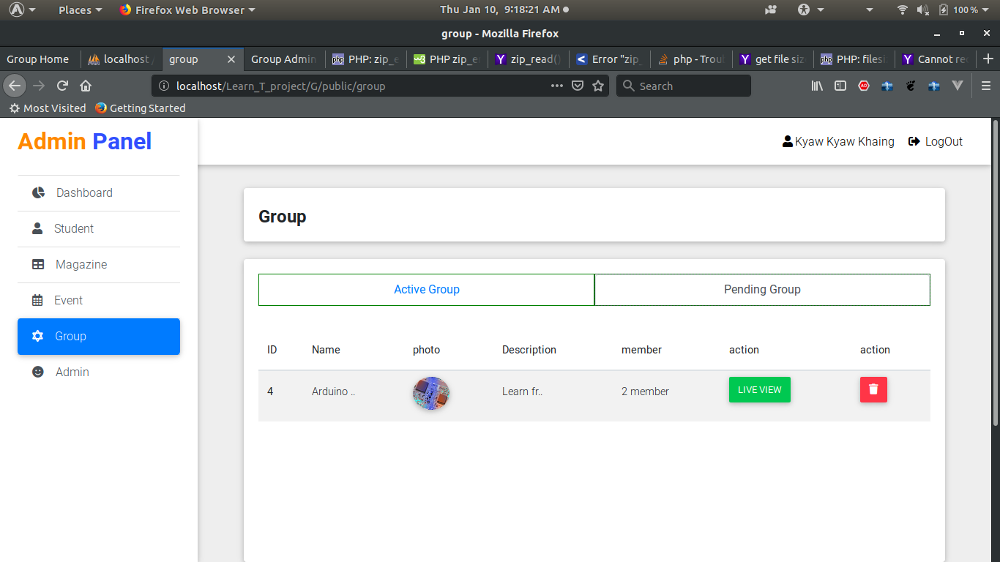 Places Firefox Web Browser Thu Jan 10, 9:18:21 AM 100 %
group - Mozilla Firefox
Group Home localhost / group Group Admin PHP: zip_e PHP zip_e zip_read() Error "zip_ php - Trou get file siz PHP: filesi Cannot re
localhost/Learn_T_project/G/public/group Search
Most Visited Getting Started
Admin Panel
Kyaw Kyaw Khaing LogOut
Dashboard
Student
Magazine
Event
Group
Admin
Group
Active Group Pending Group
ID Name photo Description member action action
4 Arduino .. Learn fr.. 2 member LIVE VIEW